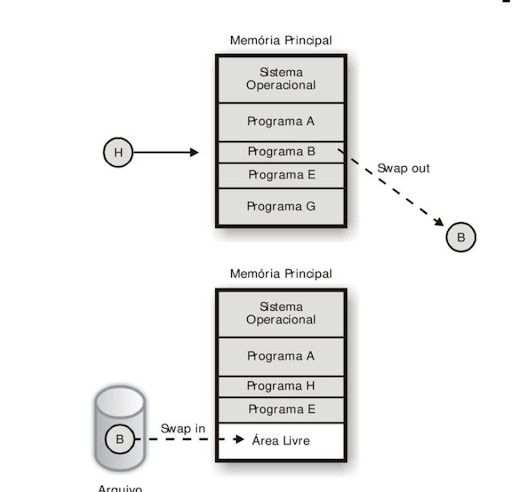 Memória Principal
Sistema
Operacional
Programa A
H
Programa B
Swap out
Programa E
Programa G
B
Memória Principal
Sistema
Operacional
Programa A
Programa H
Programa E
Swap in
B
Área Livre
Arquivo